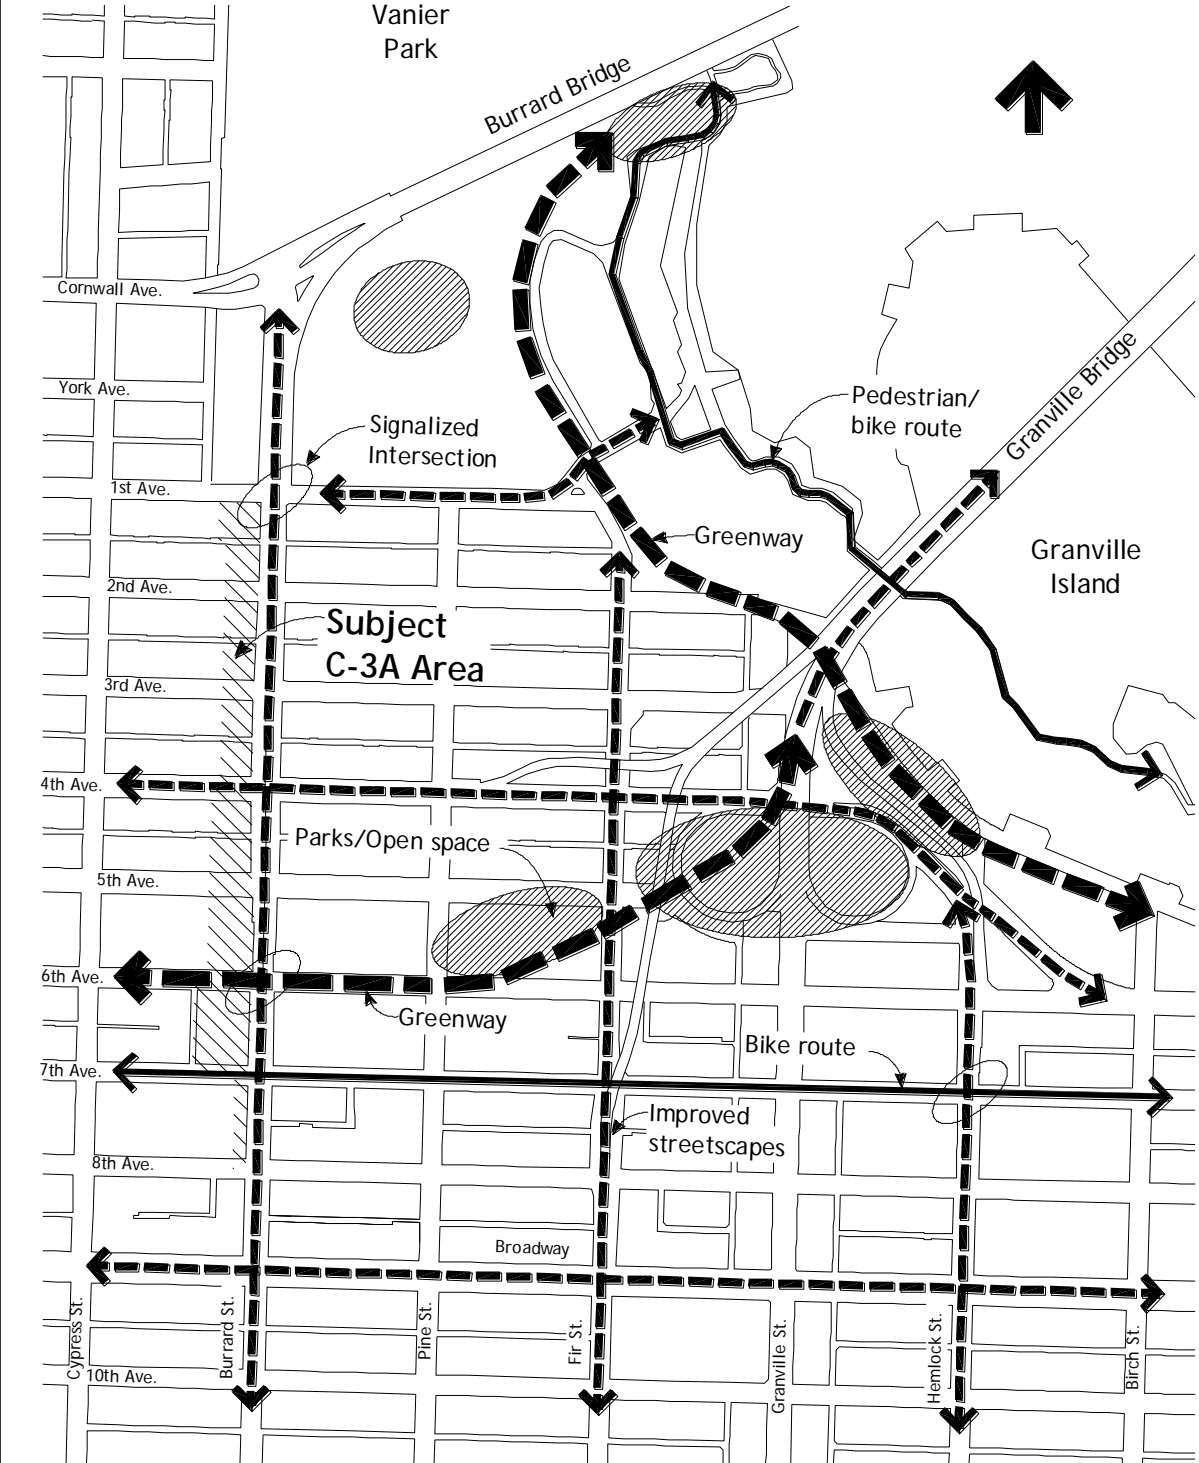 Vanier
Park
Burrard Bridge
Cornwall Ave.
York Ave.
Signalized
Intersection
Pedestrian/
bike route
Granville Bridge
1st Ave.
Greenway
Granville
Island
2nd Ave.
Subject
C-3A Area
3rd Ave.
4th Ave.
Parks/Open space
5th Ave.
6th Ave.
Greenway
Bike route
7th Ave.
Improved
streetscapes
8th Ave.
Broadway
Cypress St.
Burrard St.
Pine St.
Fir St.
Granville St.
Hemlock St.
Birch St.
10th Ave.